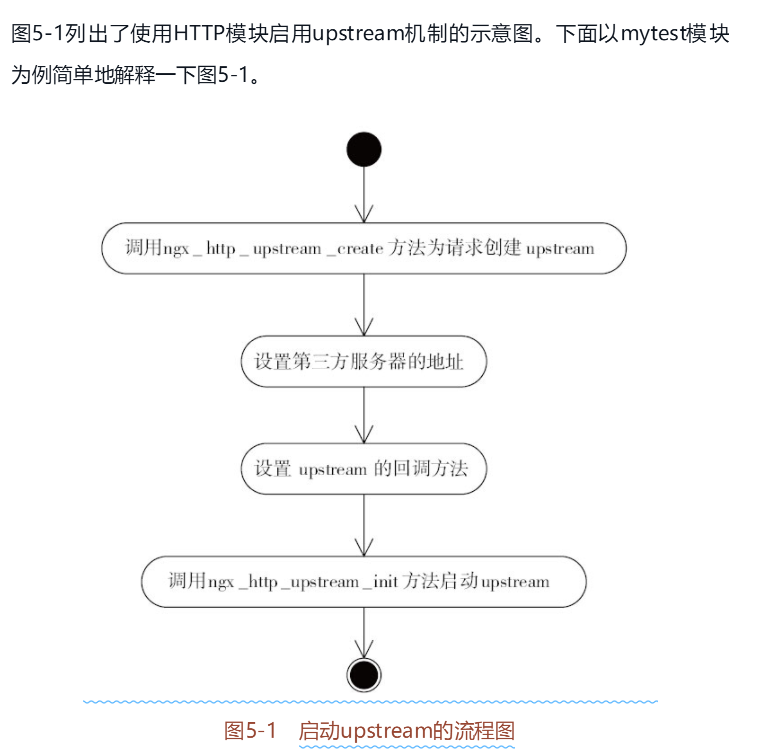 图5-1列出了使用HTTP模块启用upstream机制的示意图。下面以mytest模块
为例简单地解释一下图5-1。
调用ngx_http_upstream_create 方法为请求创建 upstream
设置第三方服务器的地址
设置 upstream 的回调方法
调用ngx_http_upstream_init 方法启动upstream
图5-1 启动upstream的流程图